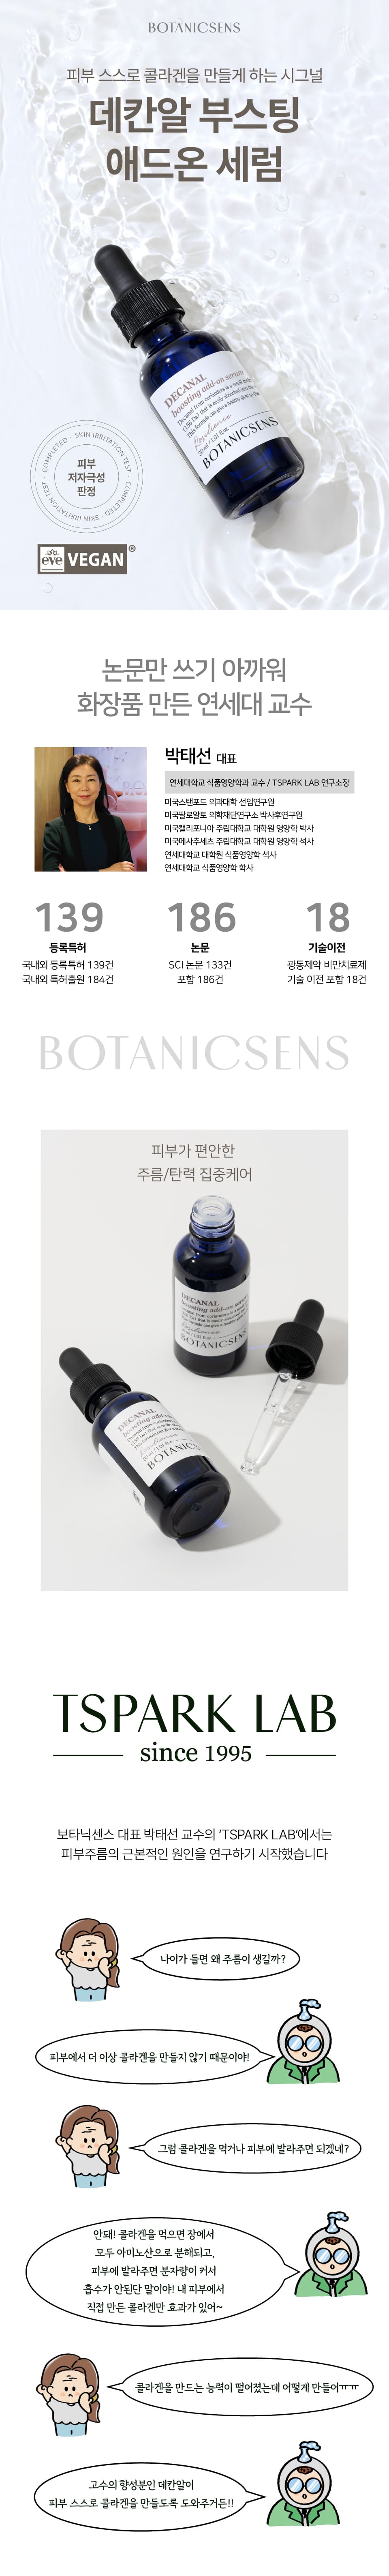 BOTANICSENS
피부 스스로 콜라겐을 만들게 하는 시그널
데칸알 부스팅
애드온 세럼
DECANAL
boosting add-on serum
30 ml / 1.01 fl. oz.
BOTANICSENS
COMPLETED · SKIN IRRITATION TEST · COMPLETED · SKIN IRRITATION TEST ·
피부
저자극성
판정
eve VEGAN®
논문만 쓰기 아까워
화장품 만든 연세대 교수
박태선 대표
연세대학교 식품영양학과 교수 / TSPARK LAB 연구소장
미국스탠포드 의과대학 선임연구원
미국팔로알토 의학재단연구소 박사후연구원
미국캘리포니아 주립대학교 대학원 영양학 박사
미국메사추세츠 주립대학교 대학원 영양학 석사
연세대학교 대학원 식품영양학 석사
연세대학교 식품영양학 학사
139 186 18
등록특허 논문 기술이전
국내외 등록특허 139건 SCI 논문 133건 광동제약 비만치료제
국내외 특허출원 184건 포함 186건 기술 이전 포함 18건
BOTANICSENS
피부가 편안한
주름/탄력 집중케어
DECANAL
boosting add-on serum
BOTANICSENS
DECANAL
boosting add-on
BOTANICS
TSPARK LAB
since 1995
보타닉센스 대표 박태선 교수의 ‘TSPARK LAB’에서는
피부주름의 근본적인 원인을 연구하기 시작했습니다
나이가 들면 왜 주름이 생길까?
피부에서 더 이상 콜라겐을 만들지 않기 때문이야!
그럼 콜라겐을 먹거나 피부에 발라주면 되겠네?
안돼! 콜라겐을 먹으면 장에서
모두 아미노산으로 분해되고,
피부에 발라주면 분자량이 커서
흡수가 안된단 말이야! 내 피부에서
직접 만든 콜라겐만 효과가 있어~
콜라겐을 만드는 능력이 떨어졌는데 어떻게 만들어ㅠㅠ
고수의 향성분인 데칸알이
피부 스스로 콜라겐을 만들도록 도와주거든!!